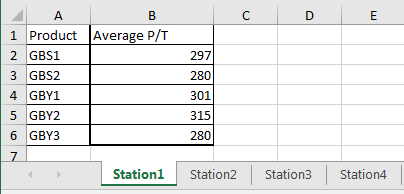 A B C D E
1 Product Average P/T
2 GBS1 297
3 GBS2 280
4 GBY1 301
5 GBY2 315
6 GBY3 280
7
Station1 Station2 Station3 Station4